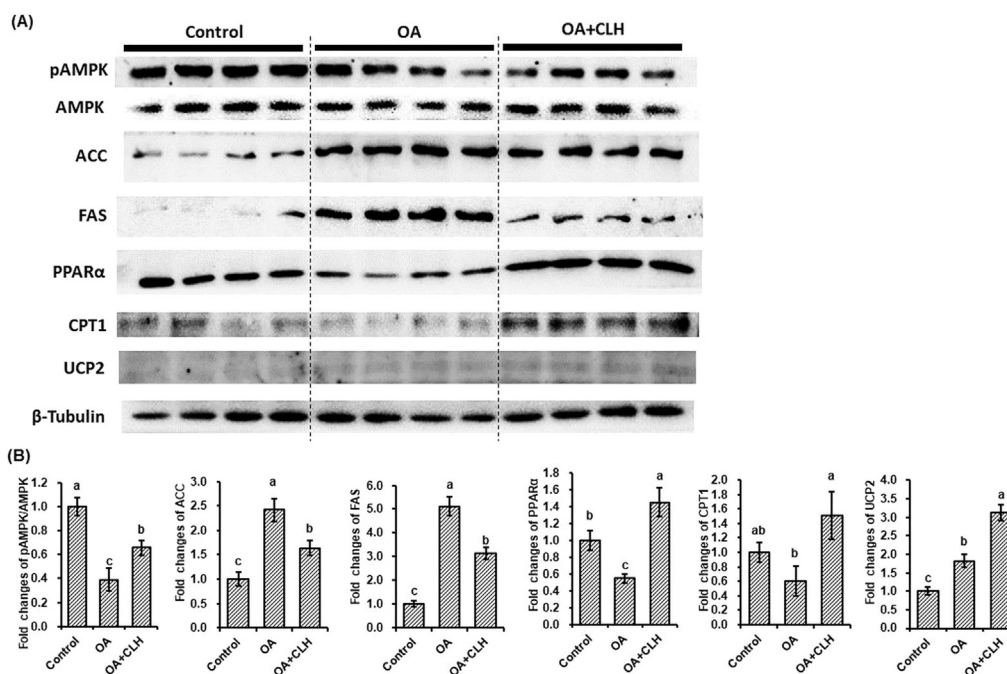 (A)
Control OA OA+CLH
pAMPK
AMPK
ACC
FAS
PPARα
CPT1
UCP2
β-Tubulin
(B)
Fold changes of pAMPK/AMPK
1.2
1.0
0.8
0.6
0.4
0.2
0.0
a
c
b
Control OA OA+CLH
Fold changes of ACC
3.0
2.5
2.0
1.5
1.0
0.5
0.0
c
a
b
Control OA OA+CLH
Fold changes of FAS
6.0
5.0
4.0
3.0
2.0
1.0
0.0
c
a
b
Control OA OA+CLH
Fold changes of PPARα
1.8
1.6
1.4
1.2
1.0
0.8
0.6
0.4
0.2
0.0
b
c
a
Control OA OA+CLH
Fold changes of CPT1
2.0
1.8
1.6
1.4
1.2
1.0
0.8
0.6
0.4
0.2
0.0
ab
b
a
Control OA OA+CLH
Fold changes of UCP2
4.0
3.5
3.0
2.5
2.0
1.5
1.0
0.5
0.0
c
b
a
Control OA OA+CLH